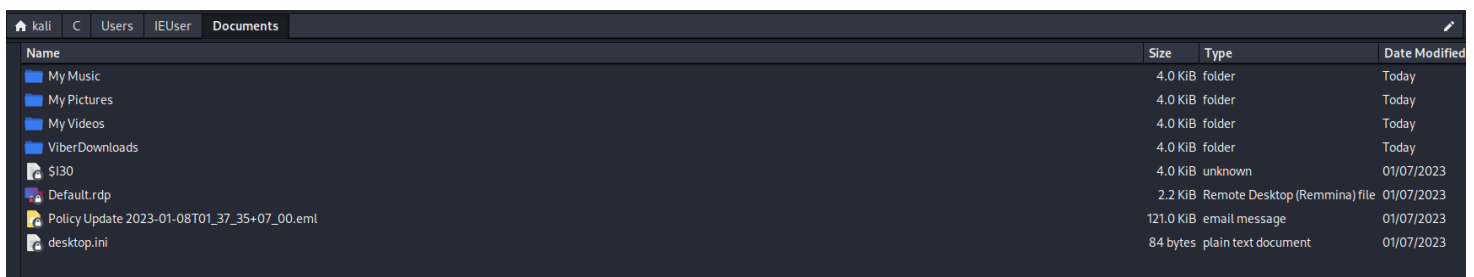 kali C Users IEUser Documents
Name Size Type Date Modified
My Music 4.0 KiB folder Today
My Pictures 4.0 KiB folder Today
My Videos 4.0 KiB folder Today
ViberDownloads 4.0 KiB folder Today
$I30 4.0 KiB unknown 01/07/2023
Default.rdp 2.2 KiB Remote Desktop (Remmina) file 01/07/2023
Policy Update 2023-01-08T01_37_35+07_00.eml 121.0 KiB email message 01/07/2023
desktop.ini 84 bytes plain text document 01/07/2023